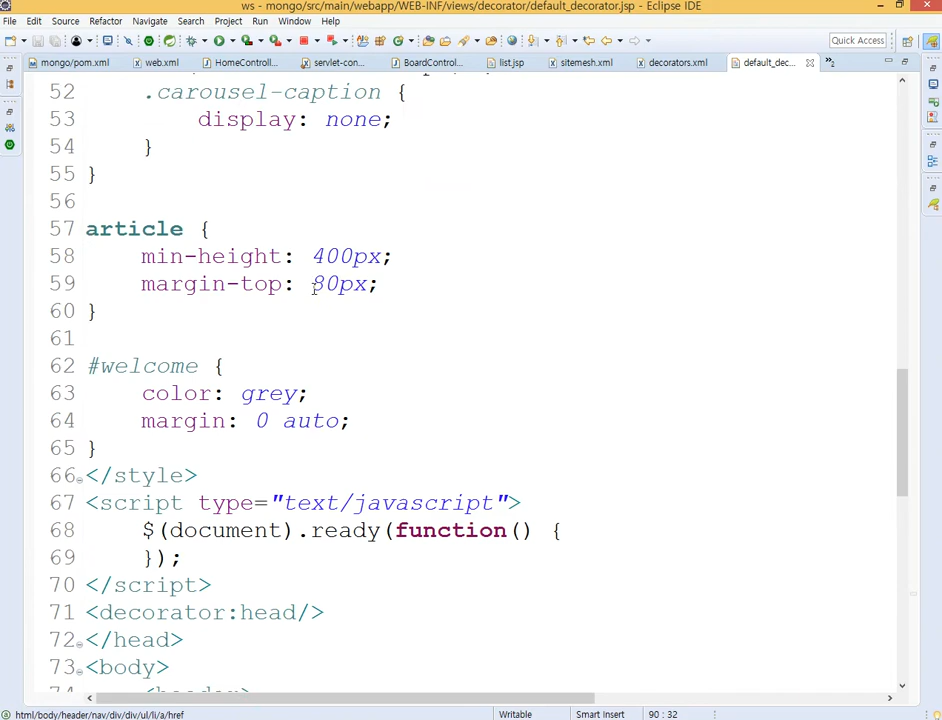 ws - mongo/src/main/webapp/WEB-INF/views/decorator/default_decorator.jsp - Eclipse IDE
File Edit Source Refactor Navigate Search Project Run Window Help
Quick Access
mongo/pom.xml web.xml HomeControll... servlet-con... BoardControl... list.jsp sitemesh.xml decorators.xml default_dec... »2
52 .carousel-caption {
53 display: none;
54 }
55 }
56
57 article {
58 min-height: 400px;
59 margin-top: 80px;
60 }
61
62 #welcome {
63 color: grey;
64 margin: 0 auto;
65 }
66 </style>
67 <script type="text/javascript">
68 $(document).ready(function() {
69 });
70 </script>
71 <decorator:head/>
72 </head>
73 <body>
74 <header>
html/body/header/nav/div/div/ul/li/a/href Writable Smart Insert 90 : 32